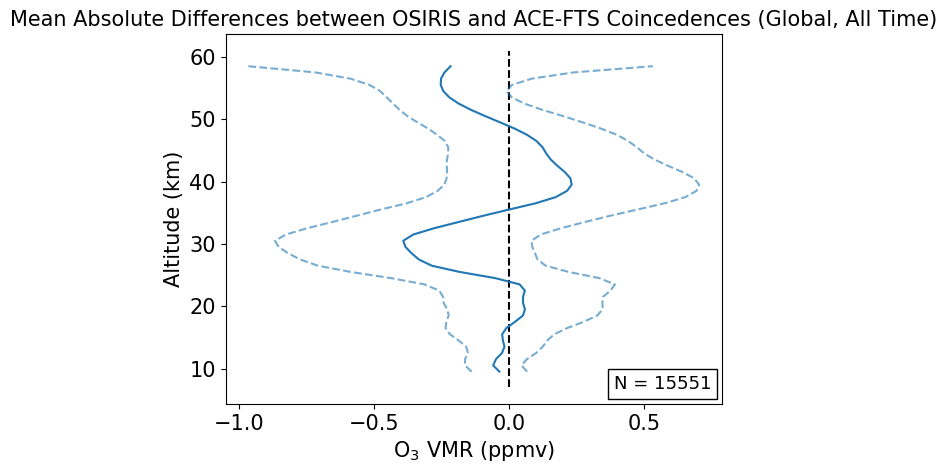 Mean Absolute Differences between OSIRIS and ACE-FTS Coincedences (Global, All Time)
60
50
40
30
20
10
Altitude (km)
N = 15551
−1.0 −0.5 0.0 0.5
O₃ VMR (ppmv)